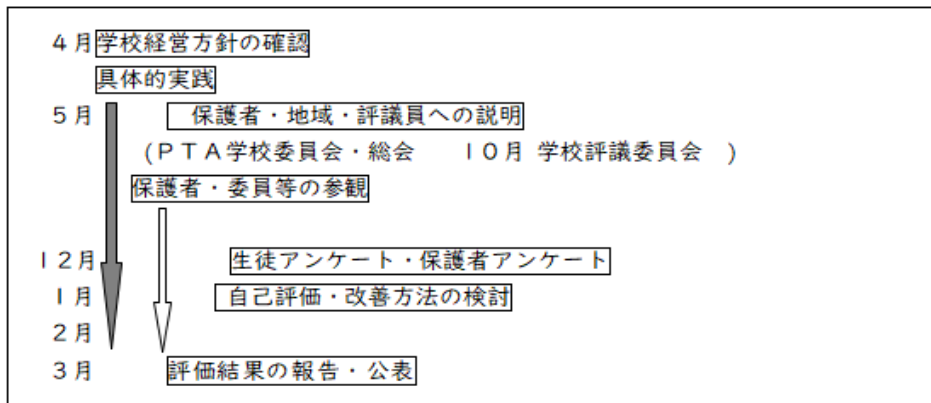 ４月学校経営方針の確認
具体的実践
５月　保護者・地域・評議員への説明
(ＰＴＡ学校委員会・総会　１０月 学校評議委員会　)
保護者・委員等の参観
１２月　生徒アンケート・保護者アンケート
１月　自己評価・改善方法の検討
２月
３月　評価結果の報告・公表